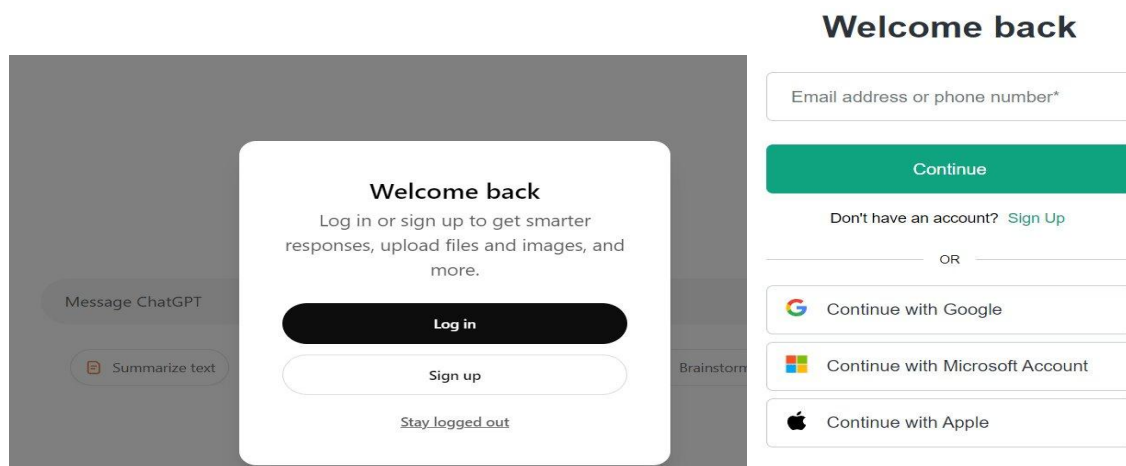 Welcome back
Log in or sign up to get smarter
responses, upload files and images, and
more.
Message ChatGPT
Log in
Summarize text
Brainstorm
Sign up
Stay logged out
Welcome back
Email address or phone number*
Continue
Don't have an account? Sign Up
OR
Continue with Google
Continue with Microsoft Account
Continue with Apple